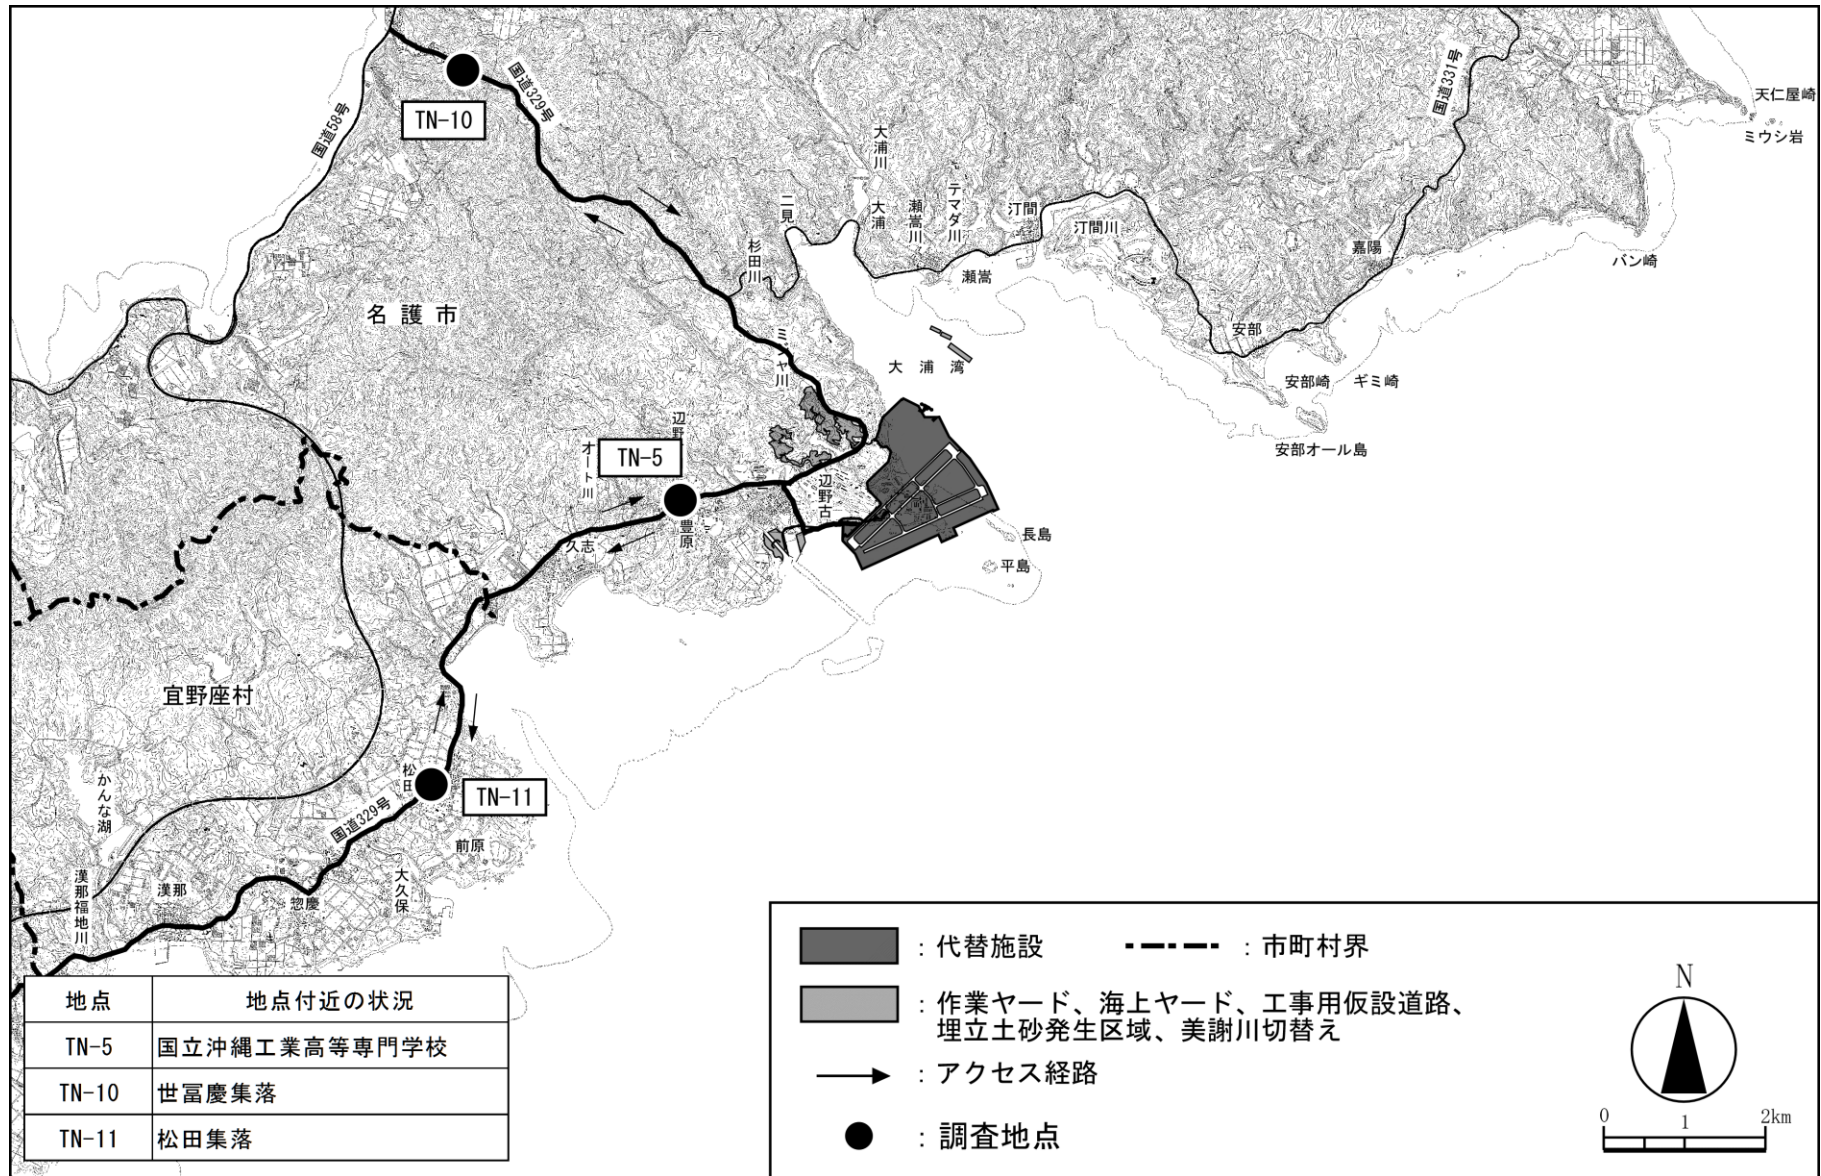 国道58号
国道329号
国道331号
TN-10
天仁屋崎
ミウシ岩
バン崎
大浦川
大浦
瀬嵩川
テマダ川
汀間
汀間川
嘉陽
二見
杉田川
瀬嵩
名護市
ミジャ川
安部
大浦湾
安部崎
ギミ崎
安部オール島
TN-5
オート川
豊原
久志
辺野古
長島
平島
宜野座村
かんな湖
松田
TN-11
国道329号
前原
大久保
惣慶
漢那
漢那福地川
地点 地点付近の状況
TN-5 国立沖縄工業高等専門学校
TN-10 世冨慶集落
TN-11 松田集落
：代替施設
：市町村界
：作業ヤード、海上ヤード、工事用仮設道路、
埋立土砂発生区域、美謝川切替え
：アクセス経路
：調査地点
N
0 1 2km